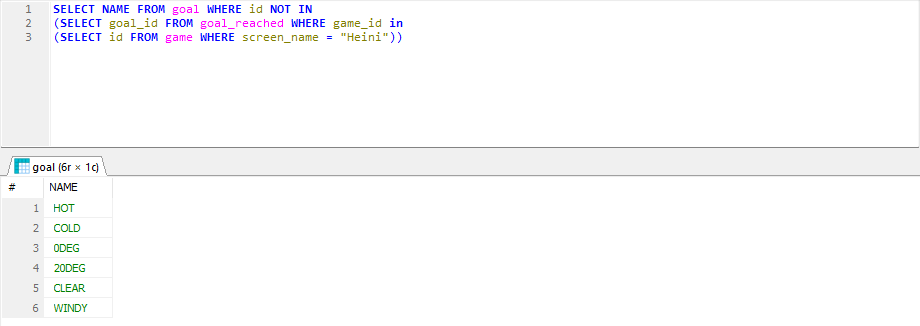 1 SELECT NAME FROM goal WHERE id NOT IN
2 (SELECT goal_id FROM goal_reached WHERE game_id in
3 (SELECT id FROM game WHERE screen_name = "Heini"))
goal (6r × 1c)
# NAME
1 HOT
2 COLD
3 0DEG
4 20DEG
5 CLEAR
6 WINDY